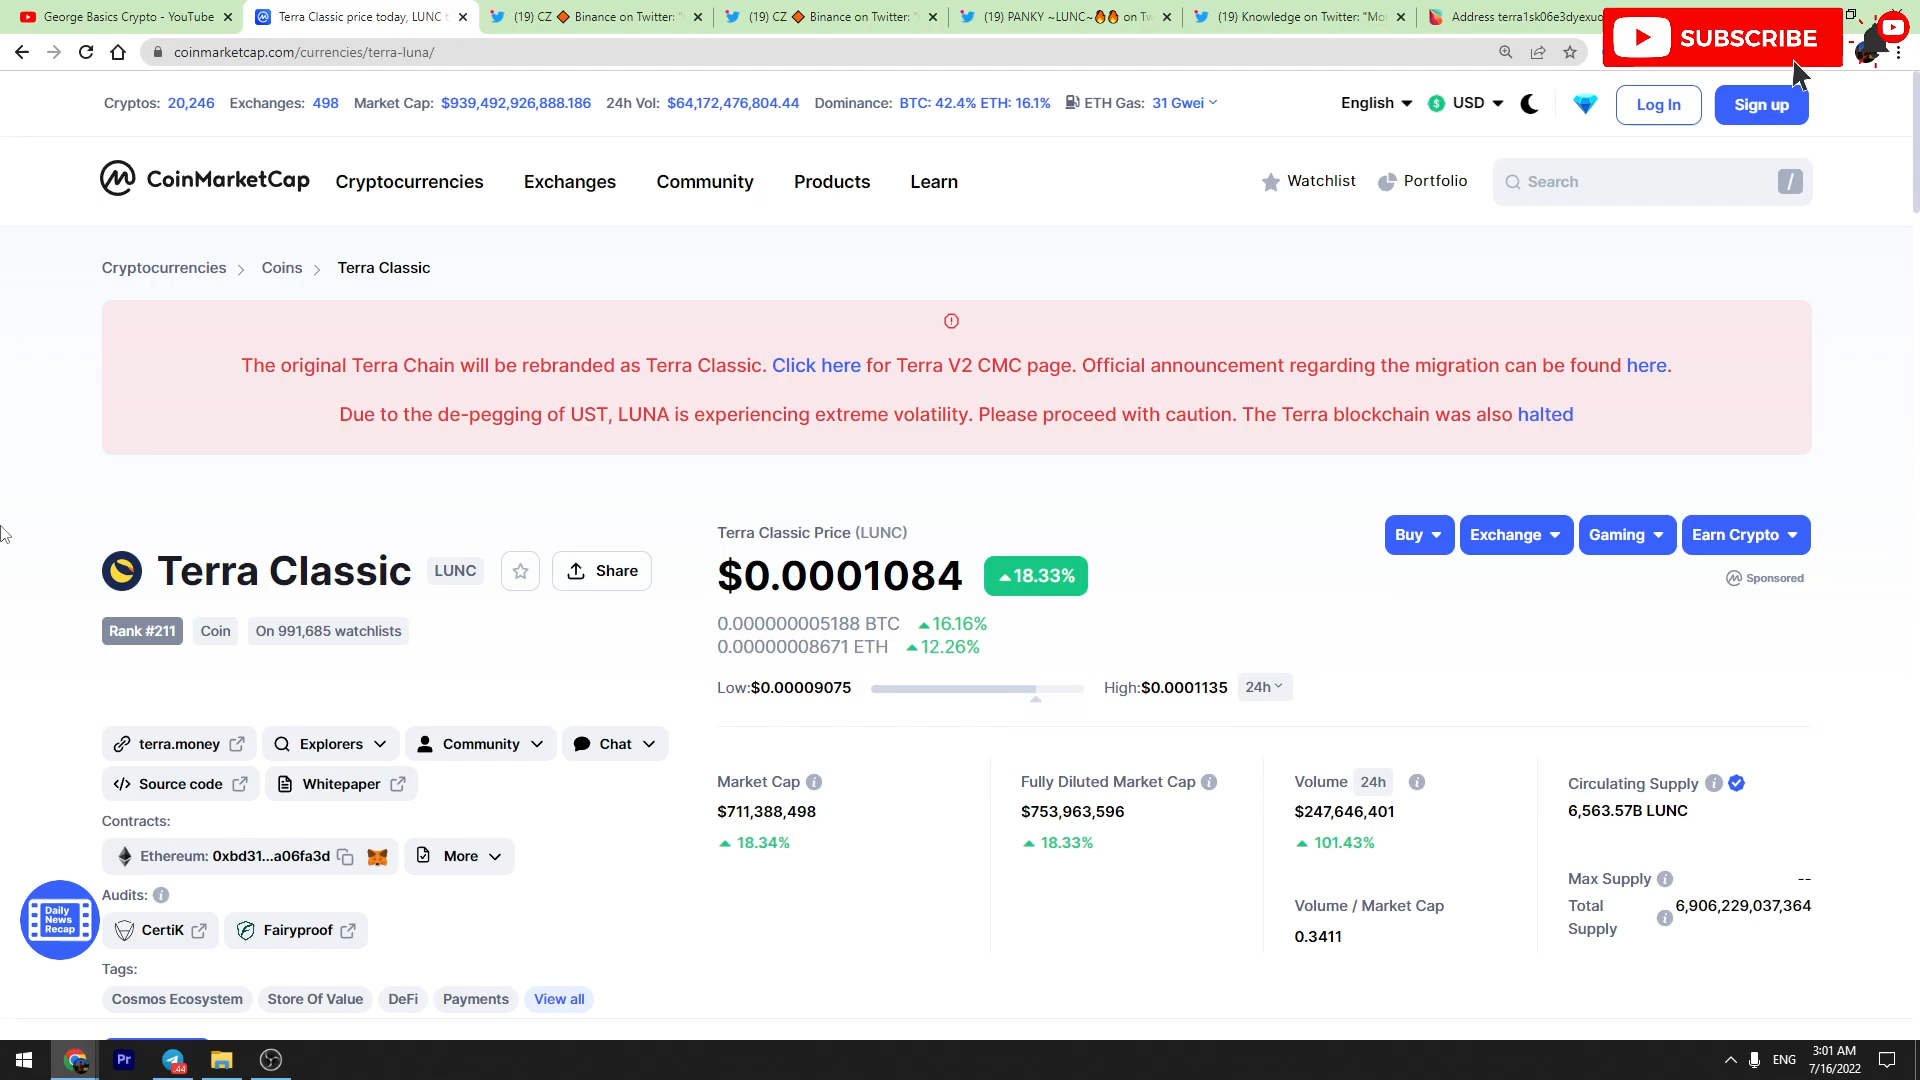 George Basics Crypto - YouTube
Terra Classic price today, LUNC t
(19) CZ 🔶 Binance on Twitter: "
(19) CZ 🔶 Binance on Twitter: "
(19) PANKY ~LUNC~🔥🔥 on Tw
(19) Knowledge on Twitter: "Mo
Address terra1sk06e3dyexuo
SUBSCRIBE
coinmarketcap.com/currencies/terra-luna/
Cryptos: 20,246 Exchanges: 498 Market Cap: $939,492,926,888.186 24h Vol: $64,172,476,804.44 Dominance: BTC: 42.4% ETH: 16.1% ETH Gas: 31 Gwei
English USD Log In Sign up
CoinMarketCap Cryptocurrencies Exchanges Community Products Learn Watchlist Portfolio Search /
Cryptocurrencies > Coins > Terra Classic
The original Terra Chain will be rebranded as Terra Classic. Click here for Terra V2 CMC page. Official announcement regarding the migration can be found here.
Due to the de-pegging of UST, LUNA is experiencing extreme volatility. Please proceed with caution. The Terra blockchain was also halted
Terra Classic LUNC Share
Rank #211 Coin On 991,685 watchlists
Terra Classic Price (LUNC)
$0.0001084 18.33%
0.000000005188 BTC 16.16%
0.00000008671 ETH 12.26%
Low:$0.00009075 High:$0.0001135 24h
Buy Exchange Gaming Earn Crypto
Sponsored
terra.money Explorers Community Chat
Source code Whitepaper
Contracts:
Ethereum: 0xbd31...a06fa3d More
Audits:
CertiK Fairyproof
Tags:
Cosmos Ecosystem Store Of Value DeFi Payments View all
Daily
News
Recap
Market Cap
$711,388,498
18.34%
Fully Diluted Market Cap
$753,963,596
18.33%
Volume 24h
$247,646,401
101.43%
Volume / Market Cap
0.3411
Circulating Supply
6,563.57B LUNC
Max Supply --
Total Supply 6,906,229,037,364
Pr
44
ENG
3:01 AM
7/16/2022